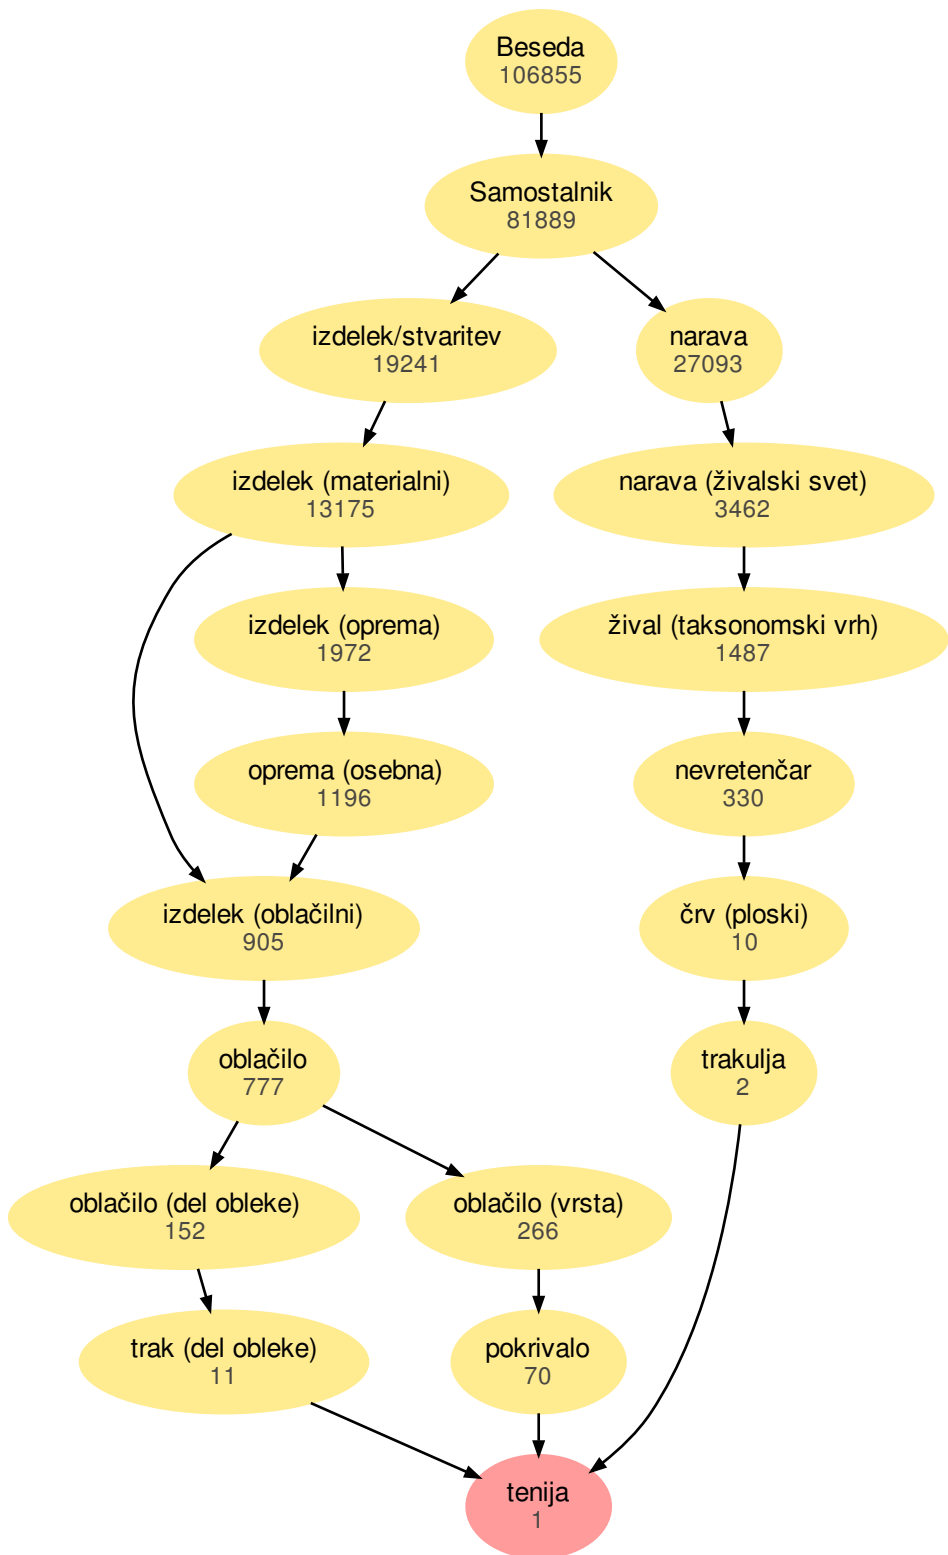 Beseda
106855
Samostalnik
81889
izdelek/stvaritev
19241
narava
27093
izdelek (materialni)
13175
narava (živalski svet)
3462
izdelek (oprema)
1972
žival (taksonomski vrh)
1487
oprema (osebna)
1196
nevretenčar
330
izdelek (oblačilni)
905
črv (ploski)
10
oblačilo
777
trakulja
2
oblačilo (del obleke)
152
oblačilo (vrsta)
266
trak (del obleke)
11
pokrivalo
70
tenija
1